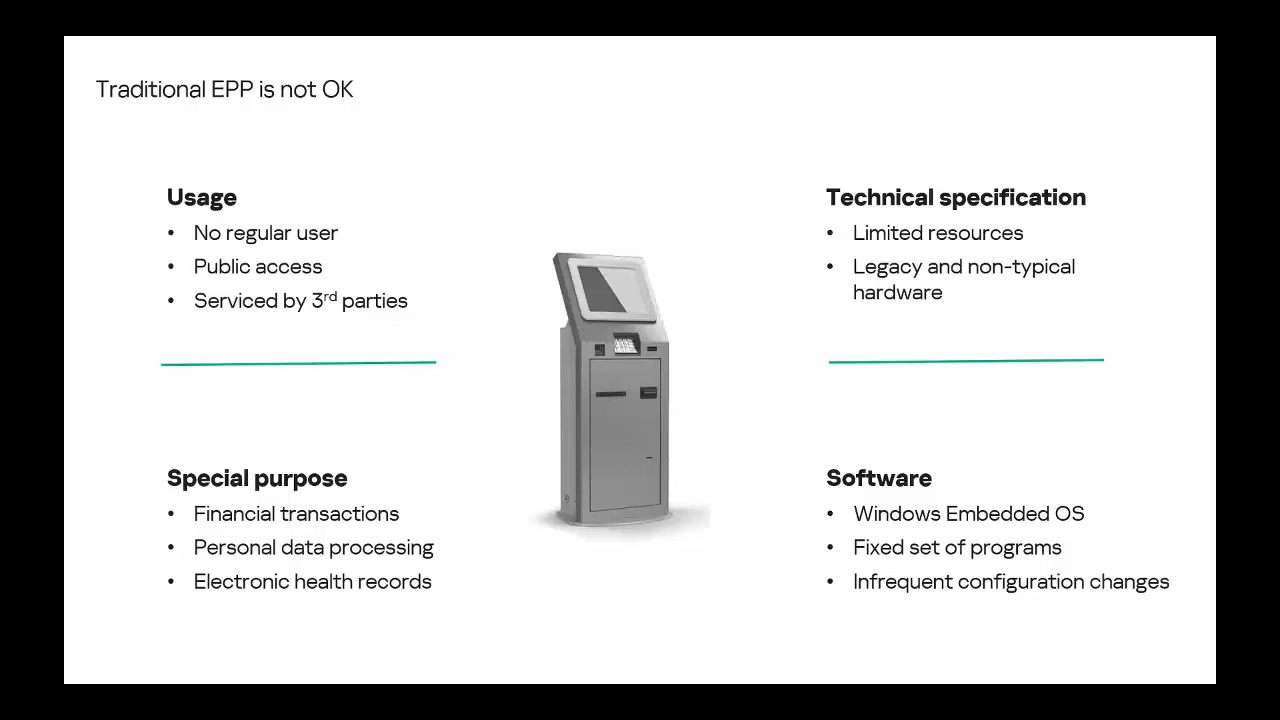 Traditional EPP is not OK
Usage
• No regular user
• Public access
• Serviced by 3rd parties
Technical specification
• Limited resources
• Legacy and non-typical
hardware
Special purpose
• Financial transactions
• Personal data processing
• Electronic health records
Software
• Windows Embedded OS
• Fixed set of programs
• Infrequent configuration changes